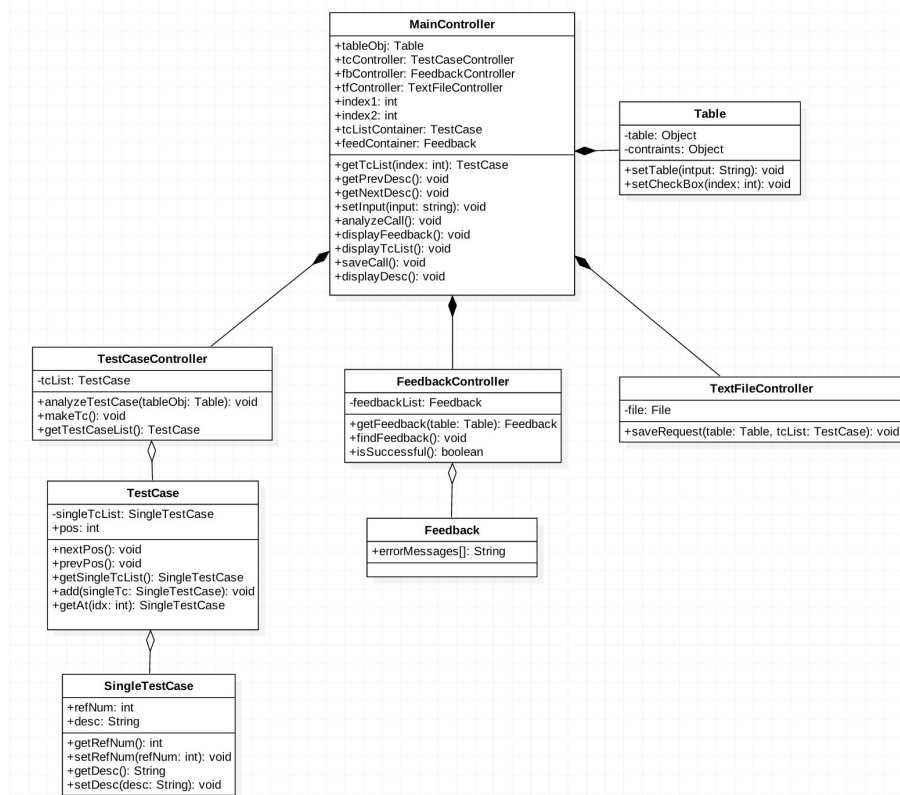 MainController
+tableObj: Table
+tcController: TestCaseController
+fbController: FeedbackController
+tfController: TextFileController
+index1: int
+index2: int
+tcListContainer: TestCase
+feedContainer: Feedback
+getTcList(index: int): TestCase
+getPrevDesc(): void
+getNextDesc(): void
+setInput(input: string): void
+analyzeCall(): void
+displayFeedback(): void
+displayTcList(): void
+saveCall(): void
+displayDesc(): void
Table
-table: Object
-contraints: Object
+setTable(intput: String): void
+setCheckBox(index: int): void
TestCaseController
-tcList: TestCase
+analyzeTestCase(tableObj: Table): void
+makeTc(): void
+getTestCaseList(): TestCase
FeedbackController
-feedbackList: Feedback
+getFeedback(table: Table): Feedback
+findFeedback(): void
+isSuccessful(): boolean
TextFileController
-file: File
+saveRequest(table: Table, tcList: TestCase): void
TestCase
-singleTcList: SingleTestCase
+pos: int
+nextPos(): void
+prevPos(): void
+getSingleTcList(): SingleTestCase
+add(singleTc: SingleTestCase): void
+getAt(idx: int): SingleTestCase
Feedback
+errorMessages[]: String
SingleTestCase
+refNum: int
+desc: String
+getRefNum(): int
+setRefNum(refNum: int): void
+getDesc(): String
+setDesc(desc: String): void